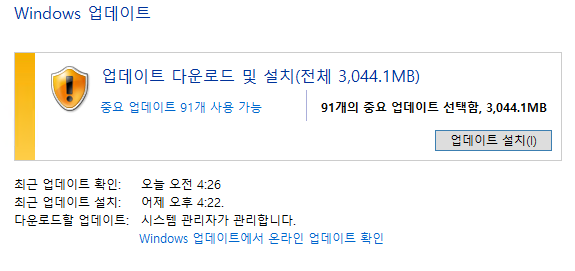 Windows 업데이트
업데이트 다운로드 및 설치(전체 3,044.1MB)
중요 업데이트 91개 사용 가능
91개의 중요 업데이트 선택함, 3,044.1MB
업데이트 설치(I)
최근 업데이트 확인: 오늘 오전 4:26
최근 업데이트 설치: 어제 오후 4:22.
다운로드할 업데이트: 시스템 관리자가 관리합니다.
Windows 업데이트에서 온라인 업데이트 확인